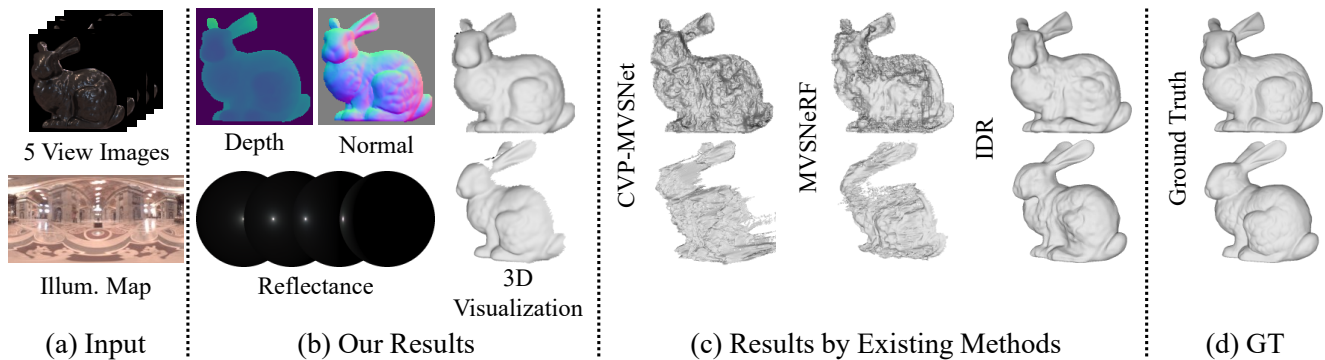 5 View Images
Illum. Map
(a) Input
Depth
Normal
Reflectance
3D
Visualization
(b) Our Results
CVP-MVSNet
MVSNeRF
IDR
(c) Results by Existing Methods
Ground Truth
(d) GT